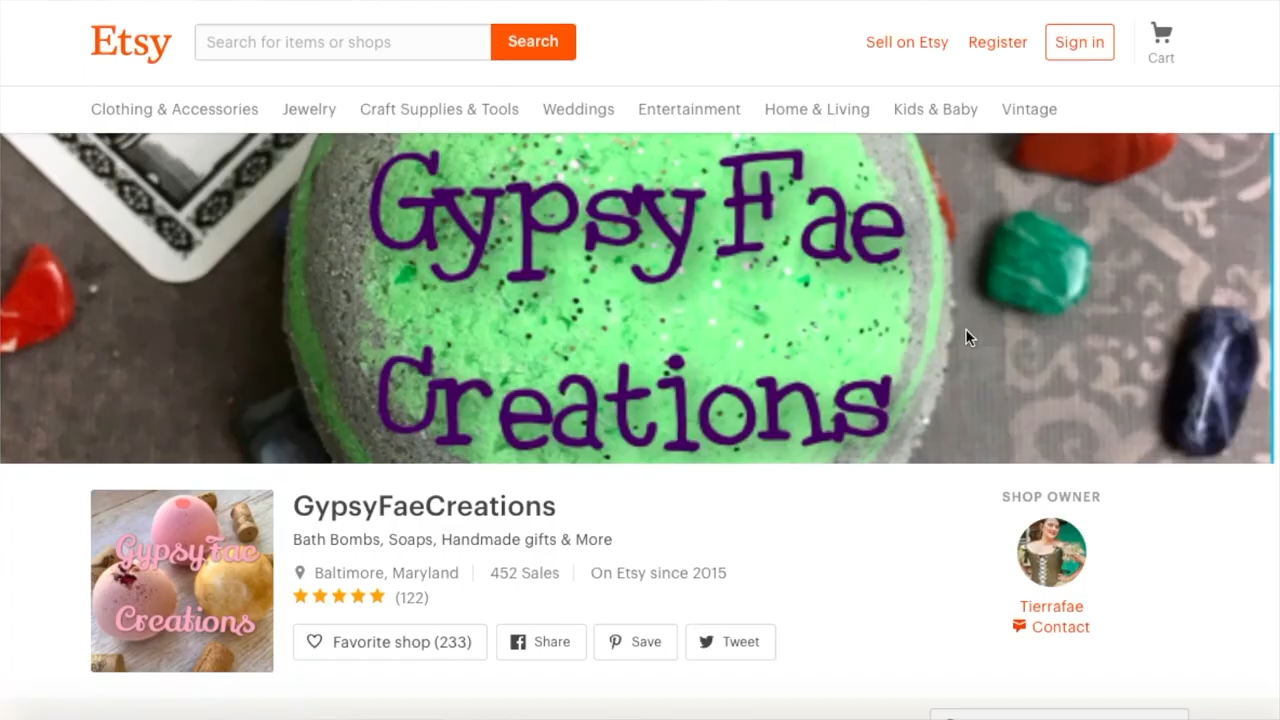 Etsy
Search for items or shops
Search
Sell on Etsy
Register
Sign in
Cart
Clothing & Accessories
Jewelry
Craft Supplies & Tools
Weddings
Entertainment
Home & Living
Kids & Baby
Vintage
GypsyFae
Creations
GypsyFae
Creations
GypsyFaeCreations
Bath Bombs, Soaps, Handmade gifts & More
Baltimore, Maryland
452 Sales
On Etsy since 2015
(122)
Favorite shop (233)
Share
Save
Tweet
SHOP OWNER
Tierrafae
Contact